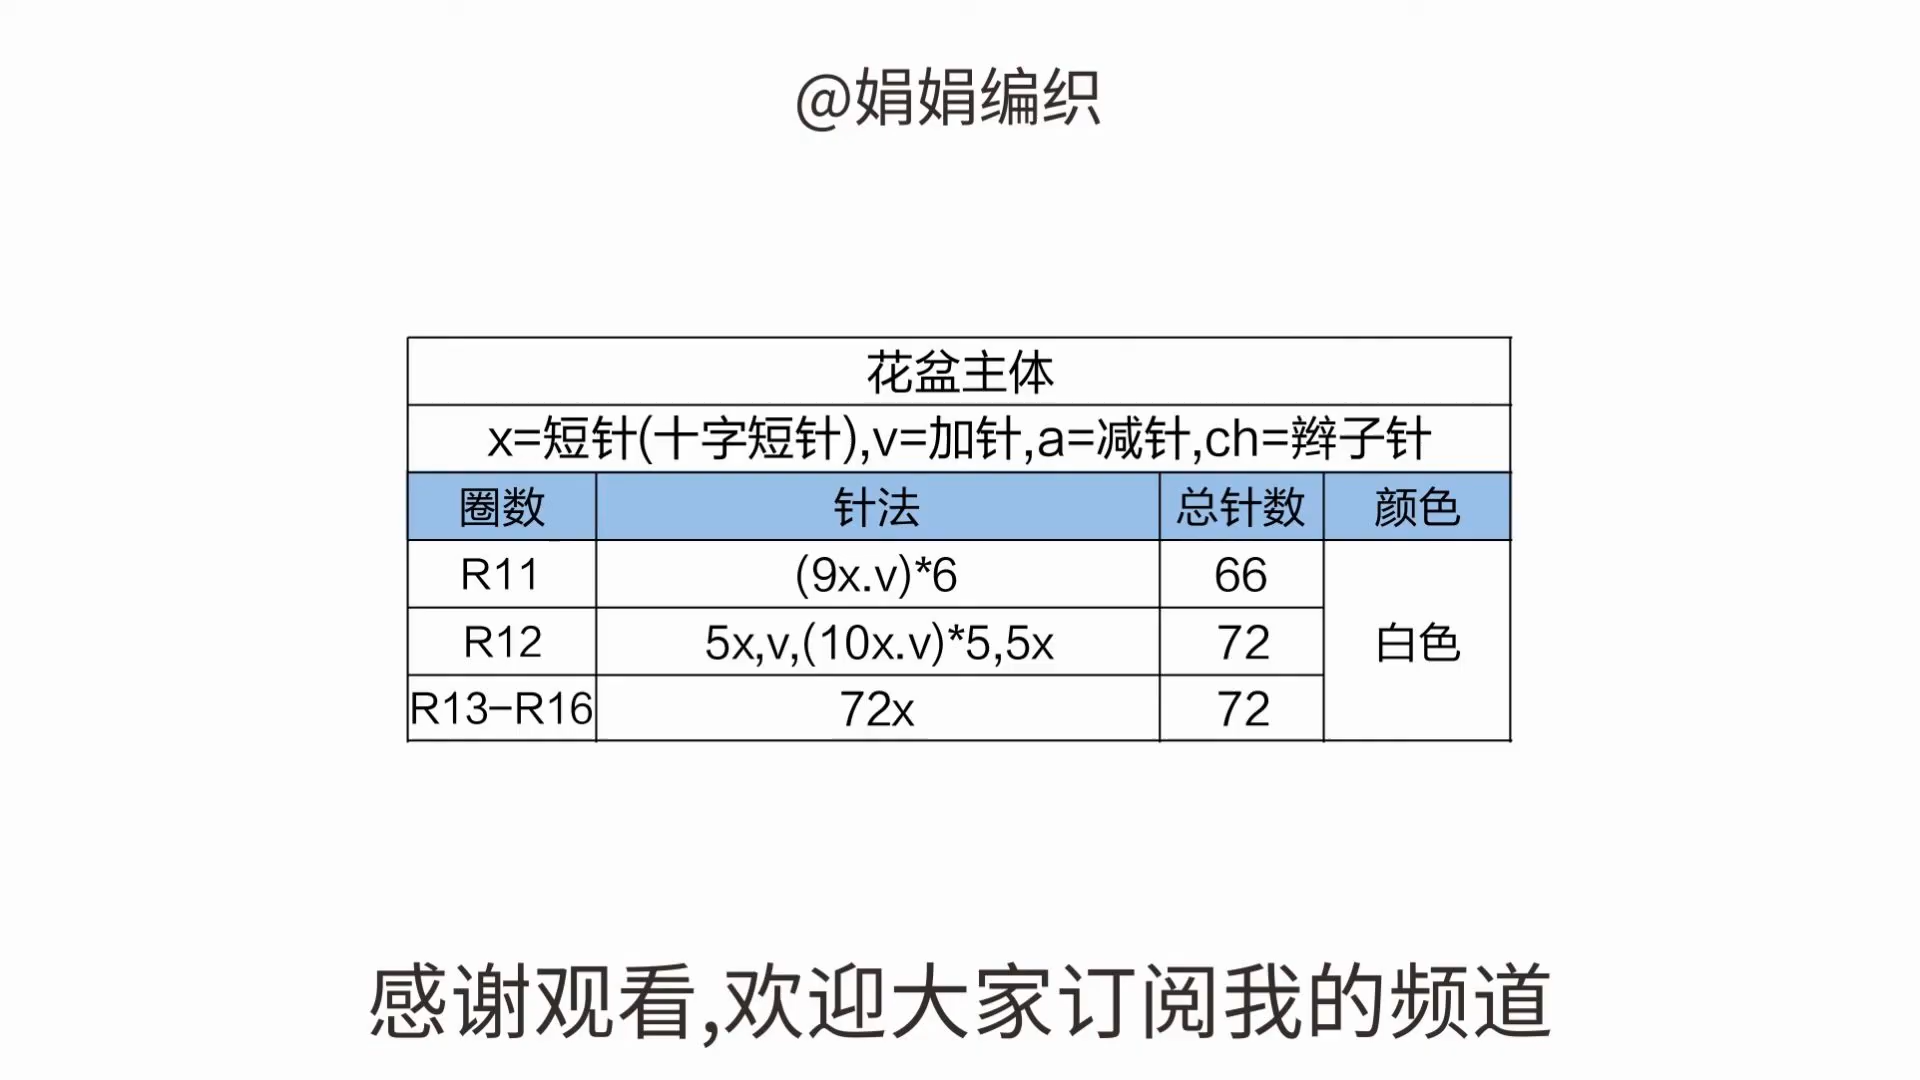 @娟娟编织
花盆主体
x=短针(十字短针),v=加针,a=减针,ch=辫子针
圈数 针法 总针数 颜色
R11 (9x.v)*6 66
R12 5x,v,(10x.v)*5,5x 72 白色
R13-R16 72x 72
感谢观看,欢迎大家订阅我的频道